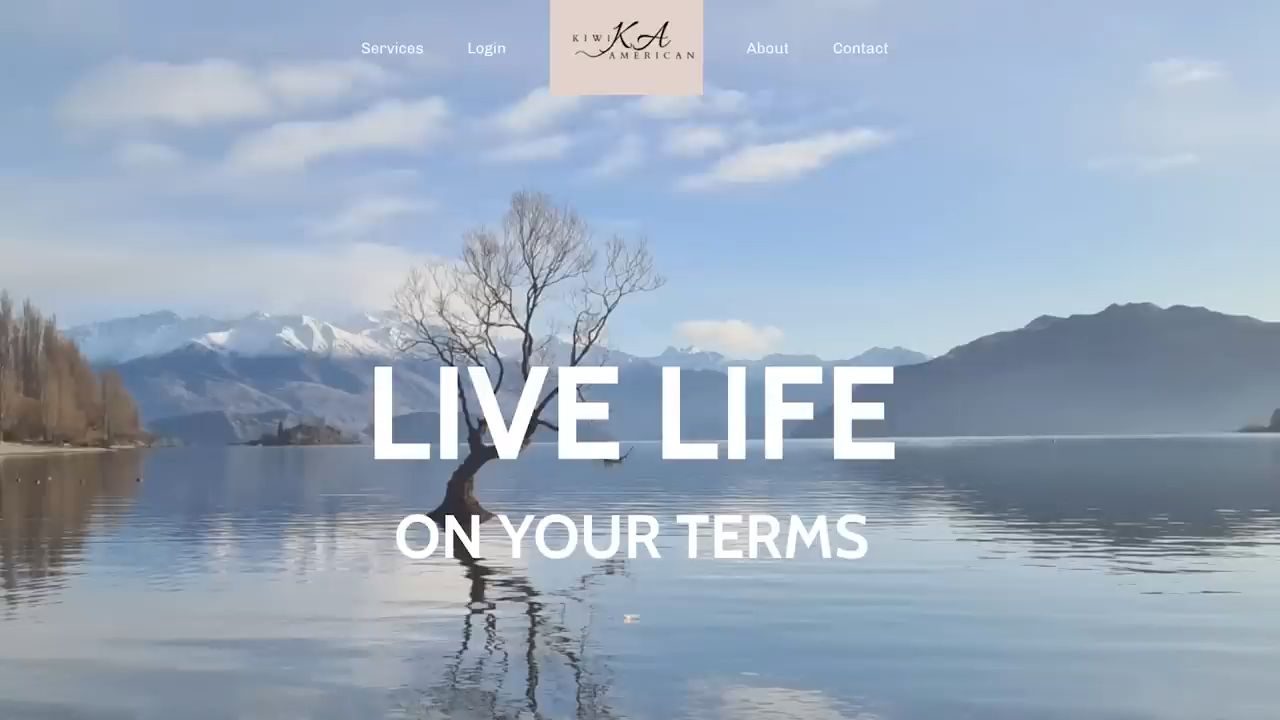 Services
Login
KIWI KA
AMERICAN
About
Contact
LIVE LIFE
ON YOUR TERMS